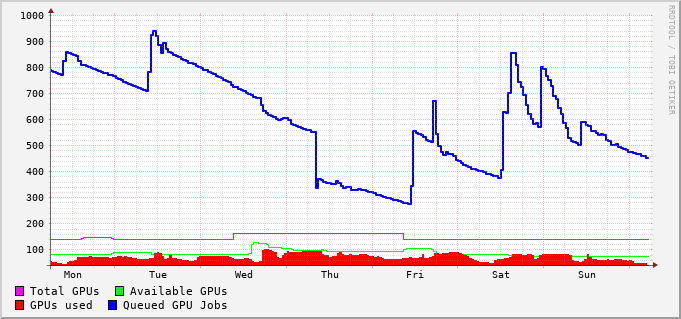 1000
900
800
700
600
500
400
300
200
100
Mon Tue Wed Thu Fri Sat Sun
Total GPUs Available GPUs
GPUs used Queued GPU Jobs
RRDTOOL / TOBI OETIKER